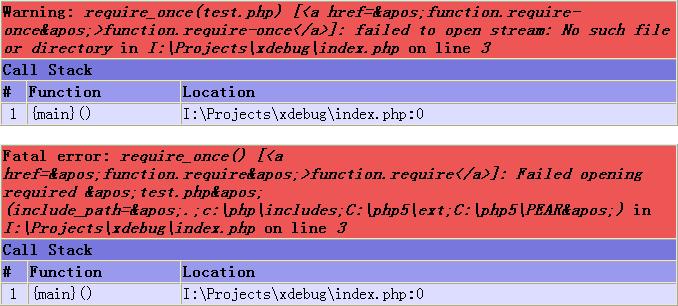 Warning: require_once(test.php) [<a href=&apos;function.require-
once&apos;>function.require-once</a>]: failed to open stream: No such file
or directory in I:\Projects\xdebug\index.php on line 3
Call Stack
# Function Location
1 {main}() I:\Projects\xdebug\index.php:0
Fatal error: require_once() [<a
href=&apos;function.require&apos;>function.require</a>]: Failed opening
required &apos;test.php&apos;
(include_path=&apos;.;c:\php\includes;C:\php5\ext;C:\php5\PEAR&apos;) in
I:\Projects\xdebug\index.php on line 3
Call Stack
# Function Location
1 {main}() I:\Projects\xdebug\index.php:0